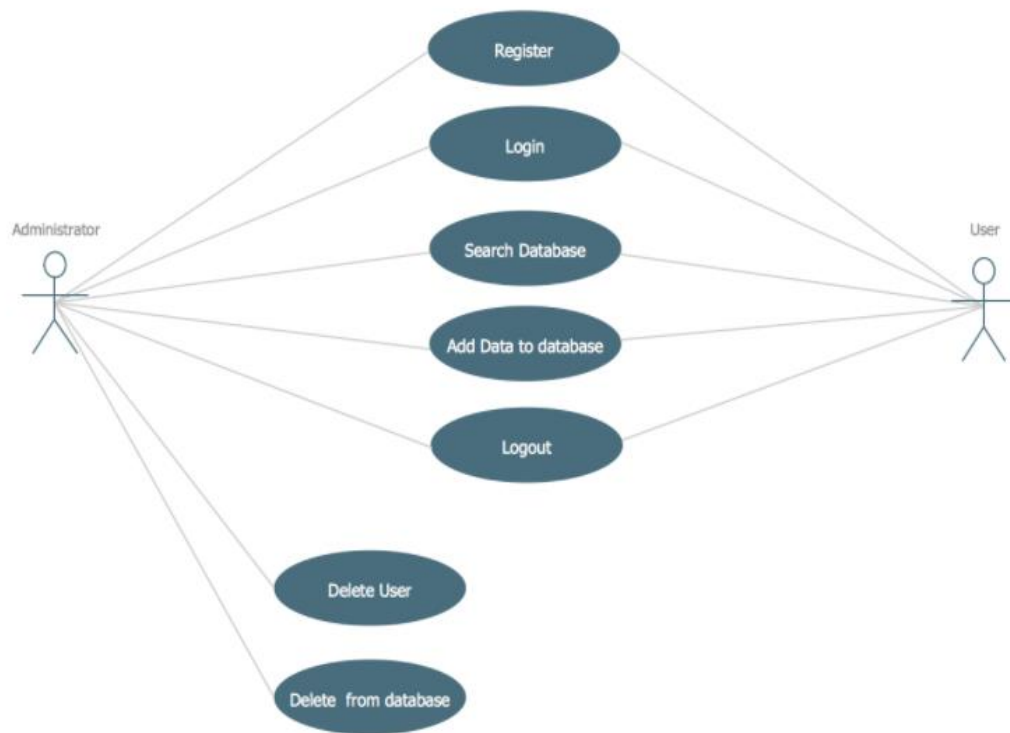 Register
Login
Administrator
User
Search Database
Add Data to database
Logout
Delete User
Delete  from database